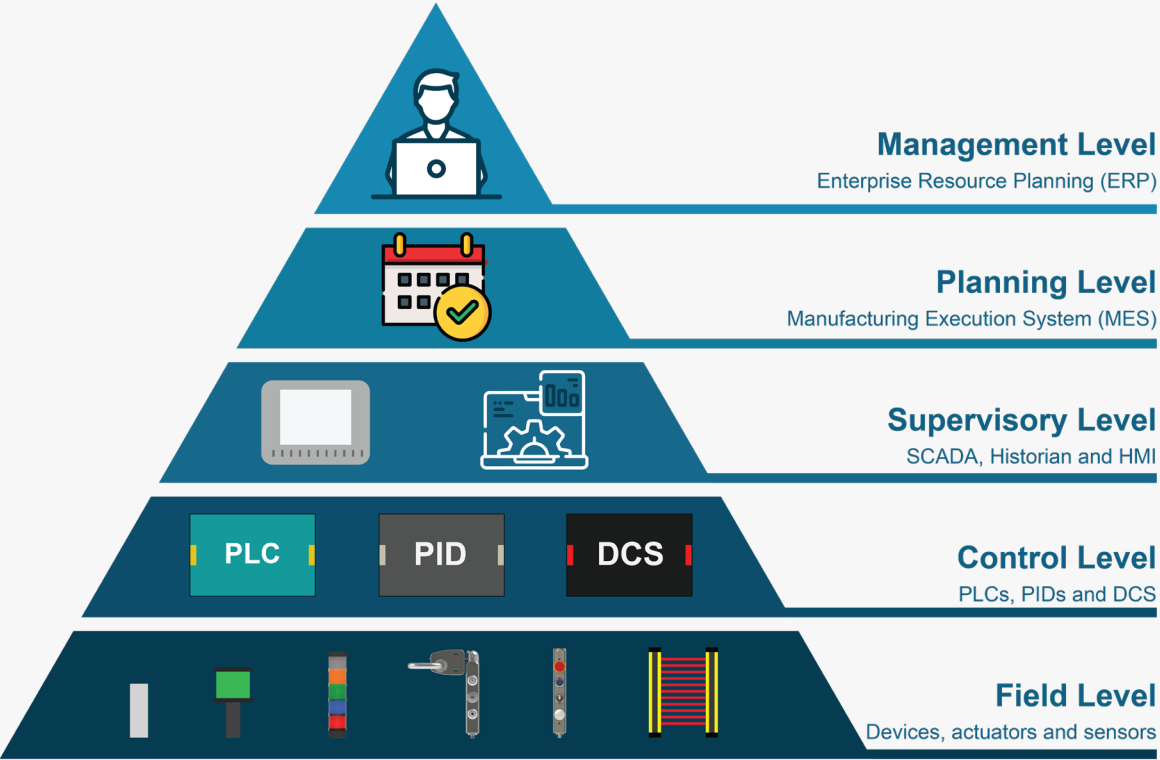 Management Level
Enterprise Resource Planning (ERP)
Planning Level
Manufacturing Execution System (MES)
Supervisory Level
SCADA, Historian and HMI
PLC
PID
DCS
Control Level
PLCs, PIDs and DCS
Field Level
Devices, actuators and sensors